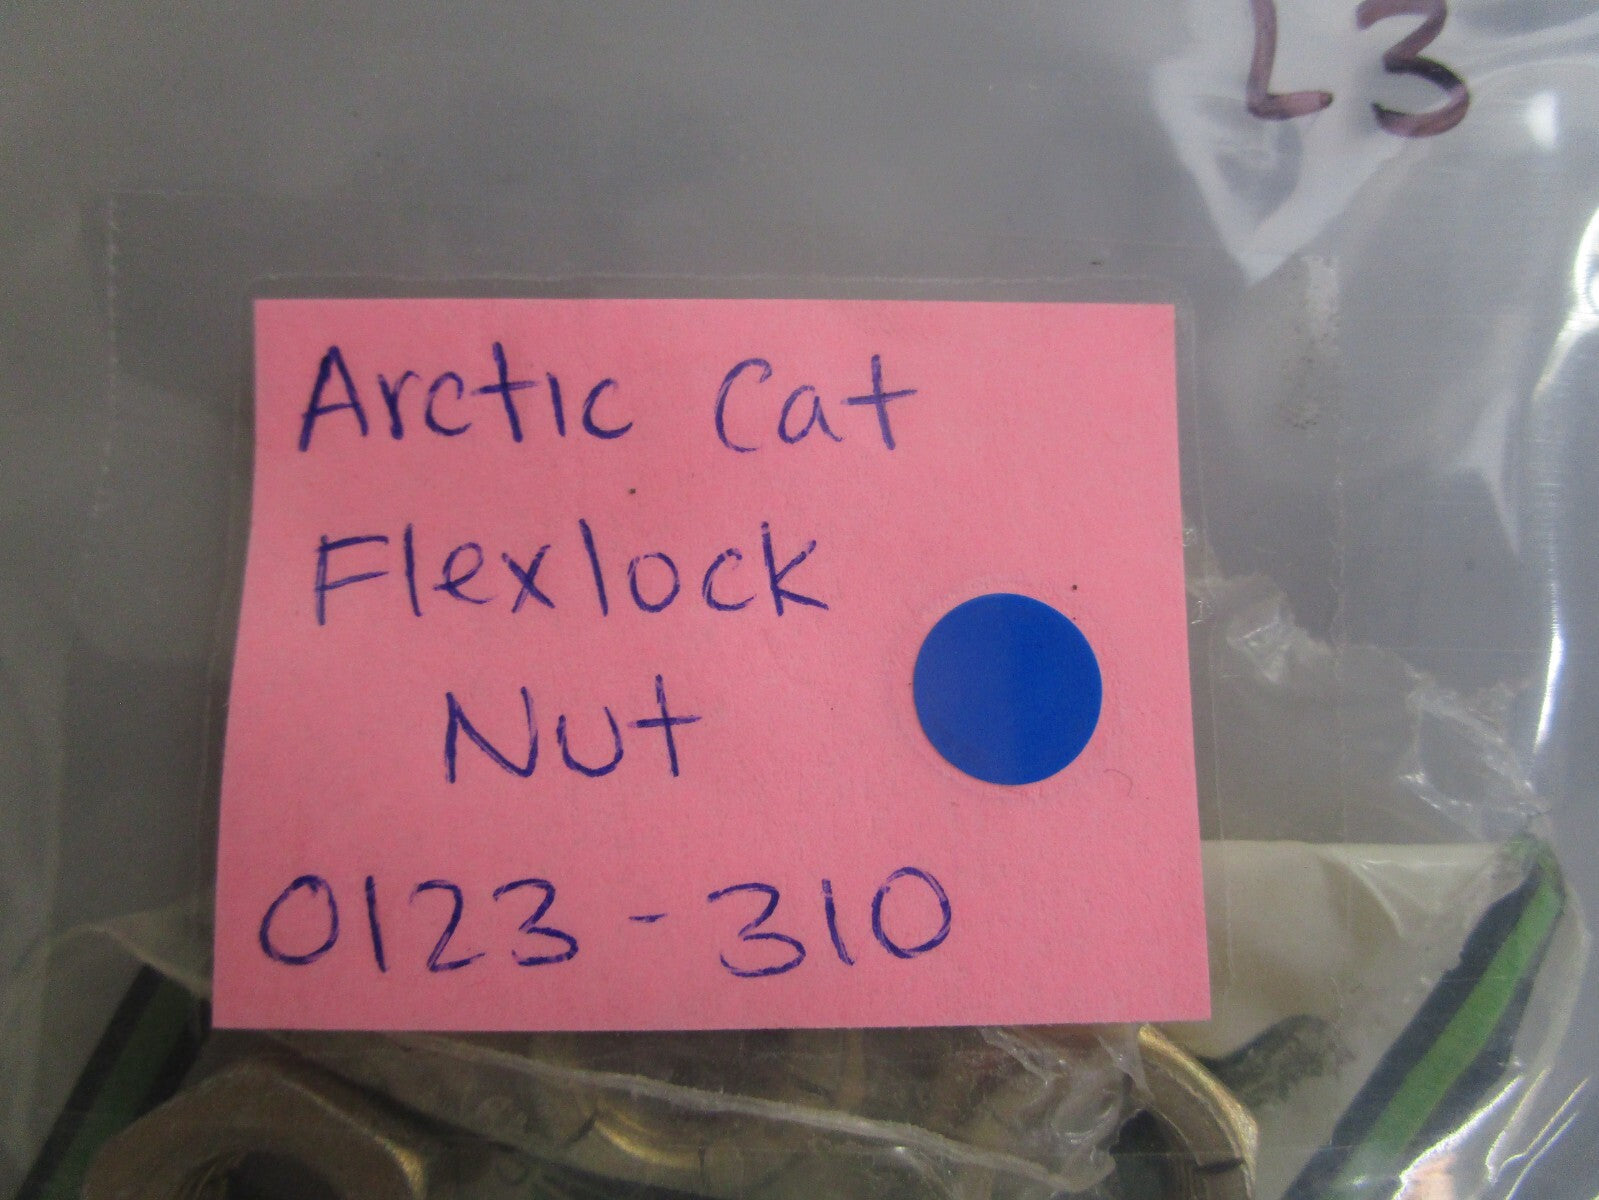 L3
Arctic Cat
Flexlock
Nut
0123-310